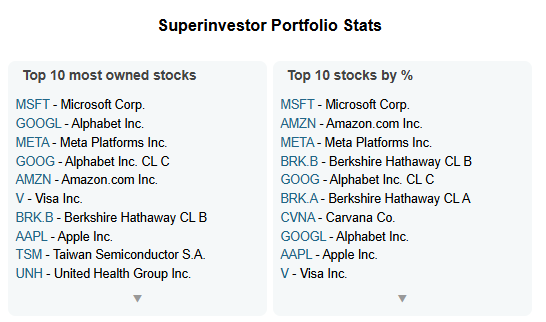 Superinvestor Portfolio Stats
Top 10 most owned stocks
MSFT - Microsoft Corp.
GOOGL - Alphabet Inc.
META - Meta Platforms Inc.
GOOG - Alphabet Inc. CL C
AMZN - Amazon.com Inc.
V - Visa Inc.
BRK.B - Berkshire Hathaway CL B
AAPL - Apple Inc.
TSM - Taiwan Semiconductor S.A.
UNH - United Health Group Inc.
Top 10 stocks by %
MSFT - Microsoft Corp.
AMZN - Amazon.com Inc.
META - Meta Platforms Inc.
BRK.B - Berkshire Hathaway CL B
GOOG - Alphabet Inc. CL C
BRK.A - Berkshire Hathaway CL A
CVNA - Carvana Co.
GOOGL - Alphabet Inc.
AAPL - Apple Inc.
V - Visa Inc.